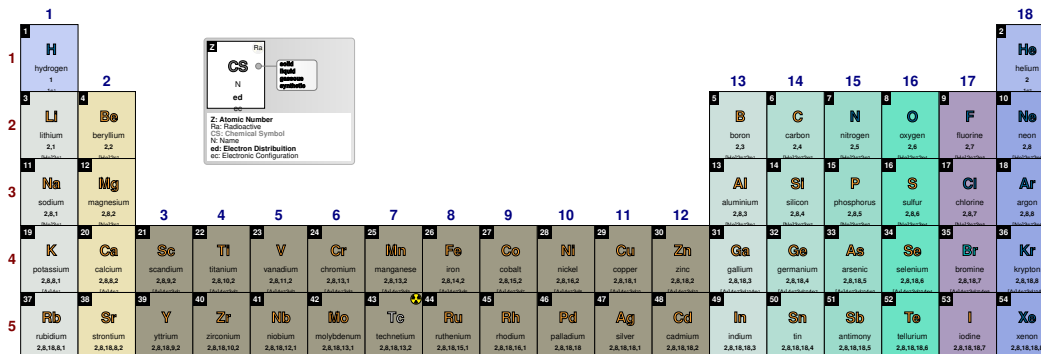 1 18
1 2
H He
hydrogen helium
1 2
Z Ra
CS
N
ed
ec
solid
liquid
gaseous
synthetic
Z: Atomic Number
Ra: Radioactive
CS: Chemical Symbol
N: Name
ed: Electron Distribuition
ec: Electronic Configuration
1
2 13 14 15 16 17
3 4 5 6 7 8 9 10
Li Be B C N O F Ne
lithium beryllium boron carbon nitrogen oxygen fluorine neon
2,1 2,2 2,3 2,4 2,5 2,6 2,7 2,8
2
11 12 13 14 15 16 17 18
Na Mg Al Si P S Cl Ar
sodium magnesium aluminium silicon phosphorus sulfur chlorine argon
2,8,1 2,8,2 2,8,3 2,8,4 2,8,5 2,8,6 2,8,7 2,8,8
3
3 4 5 6 7 8 9 10 11 12
19 20 21 22 23 24 25 26 27 28 29 30 31 32 33 34 35 36
K Ca Sc Ti V Cr Mn Fe Co Ni Cu Zn Ga Ge As Se Br Kr
potassium calcium scandium titanium vanadium chromium manganese iron cobalt nickel copper zinc gallium germanium arsenic selenium bromine krypton
2,8,8,1 2,8,8,2 2,8,9,2 2,8,10,2 2,8,11,2 2,8,13,1 2,8,13,2 2,8,14,2 2,8,15,2 2,8,16,2 2,8,18,1 2,8,18,2 2,8,18,3 2,8,18,4 2,8,18,5 2,8,18,6 2,8,18,7 2,8,18,8
4
37 38 39 40 41 42 43 44 45 46 47 48 49 50 51 52 53 54
Rb Sr Y Zr Nb Mo Tc Ru Rh Pd Ag Cd In Sn Sb Te I Xe
rubidium strontium yttrium zirconium niobium molybdenum technetium ruthenium rhodium palladium silver cadmium indium tin antimony tellurium iodine xenon
2,8,18,8,1 2,8,18,8,2 2,8,18,9,2 2,8,18,10,2 2,8,18,12,1 2,8,18,13,1 2,8,18,13,2 2,8,18,15,1 2,8,18,16,1 2,8,18,18 2,8,18,18,1 2,8,18,18,2 2,8,18,18,3 2,8,18,18,4 2,8,18,18,5 2,8,18,18,6 2,8,18,18,7 2,8,18,18,8
5